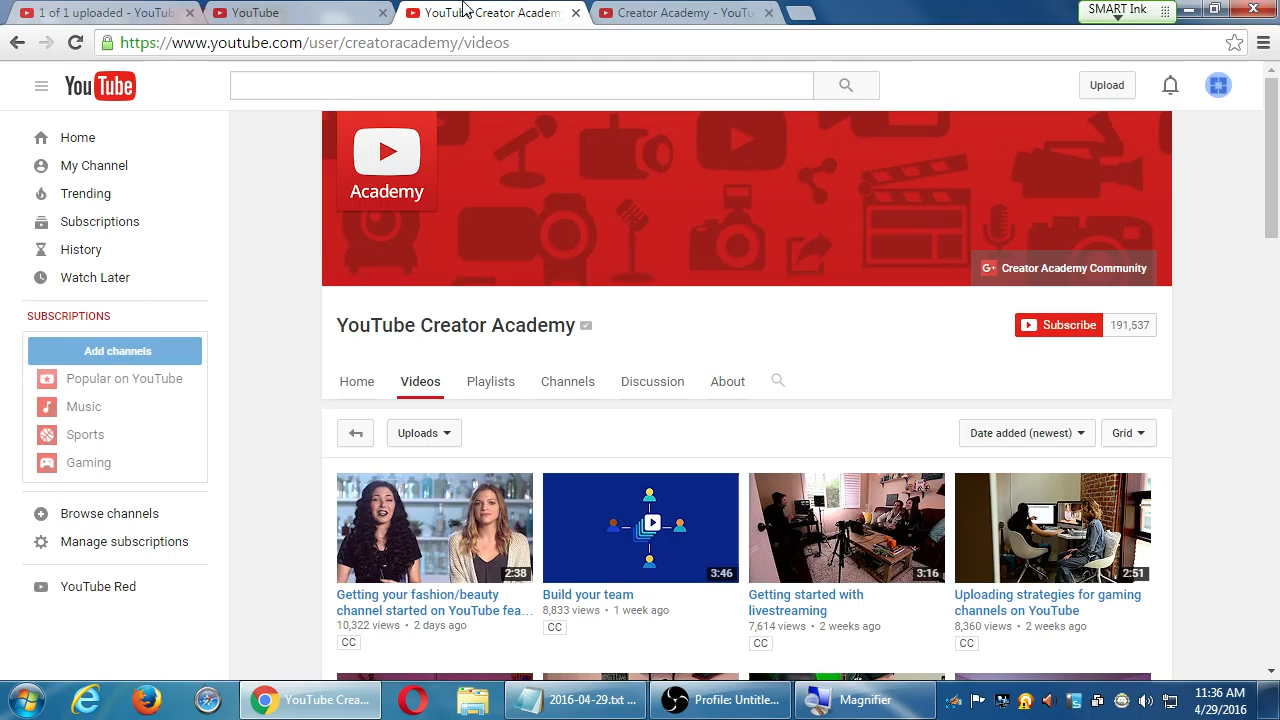 1 of 1 uploaded - YouTub
YouTube
YouTube Creator Academ
Creator Academy - YouTu
SMART Ink
https://www.youtube.com/user/creatoracademy/videos
YouTube
Upload
Home
My Channel
Trending
Subscriptions
History
Watch Later
SUBSCRIPTIONS
Add channels
Popular on YouTube
Music
Sports
Gaming
Browse channels
Manage subscriptions
YouTube Red
Academy
G+ Creator Academy Community
YouTube Creator Academy
Subscribe 191,537
Home Videos Playlists Channels Discussion About
Uploads
Date added (newest)
Grid
2:38
Getting your fashion/beauty
channel started on YouTube fea...
10,322 views • 2 days ago
CC
3:46
Build your team
8,833 views • 1 week ago
CC
3:16
Getting started with
livestreaming
7,614 views • 2 weeks ago
CC
2:51
Uploading strategies for gaming
channels on YouTube
8,360 views • 2 weeks ago
CC
YouTube Crea...
2016-04-29.txt ...
Profile: Untitle...
Magnifier
11:36 AM
4/29/2016